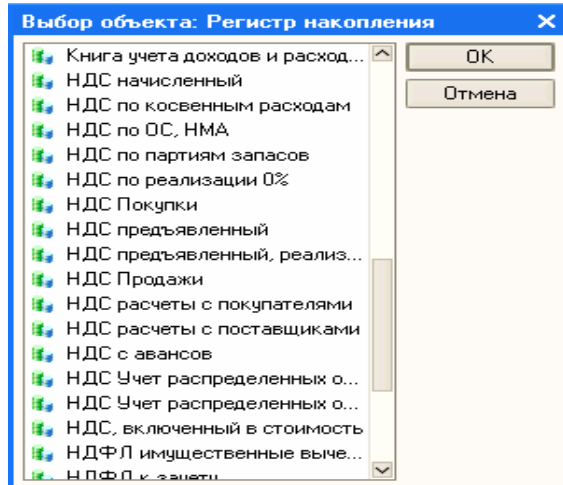 Выбор объекта: Регистр накопления
Книга учета доходов и расход...
OK
НДС начисленный
Отмена
НДС по косвенным расходам
НДС по ОС, НМА
НДС по партиям запасов
НДС по реализации 0%
НДС Покупки
НДС предъявленный
НДС предъявленный, реализ...
НДС Продажи
НДС расчеты с покупателями
НДС расчеты с поставщиками
НДС с авансов
НДС Учет распределенных о...
НДС Учет распределенных о...
НДС, включенный в стоимость
НДФЛ имущественные выче...
НДФЛ к зачету